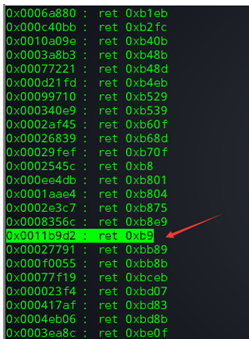 0x0006a880 : ret 0xb1eb
0x000c40bb : ret 0xb2fc
0x0010a09e : ret 0xb40b
0x0003a8b3 : ret 0xb48b
0x00077221 : ret 0xb48d
0x000d21fd : ret 0xb4eb
0x00099710 : ret 0xb529
0x000340e9 : ret 0xb539
0x0002af45 : ret 0xb60f
0x00026839 : ret 0xb68d
0x00029fef : ret 0xb70f
0x0002545c : ret 0xb8
0x000ee4db : ret 0xb801
0x0001aae4 : ret 0xb804
0x0002e3c7 : ret 0xb875
0x0008356c : ret 0xb8e9
0x0011b9d2 : ret 0xb9
0x00027791 : ret 0xbb89
0x000f0055 : ret 0xbb8b
0x00077f19 : ret 0xbceb
0x000023f4 : ret 0xbd07
0x000417af : ret 0xbd83
0x0004eb06 : ret 0xbd8b
0x0003ea8c : ret 0xbe0f